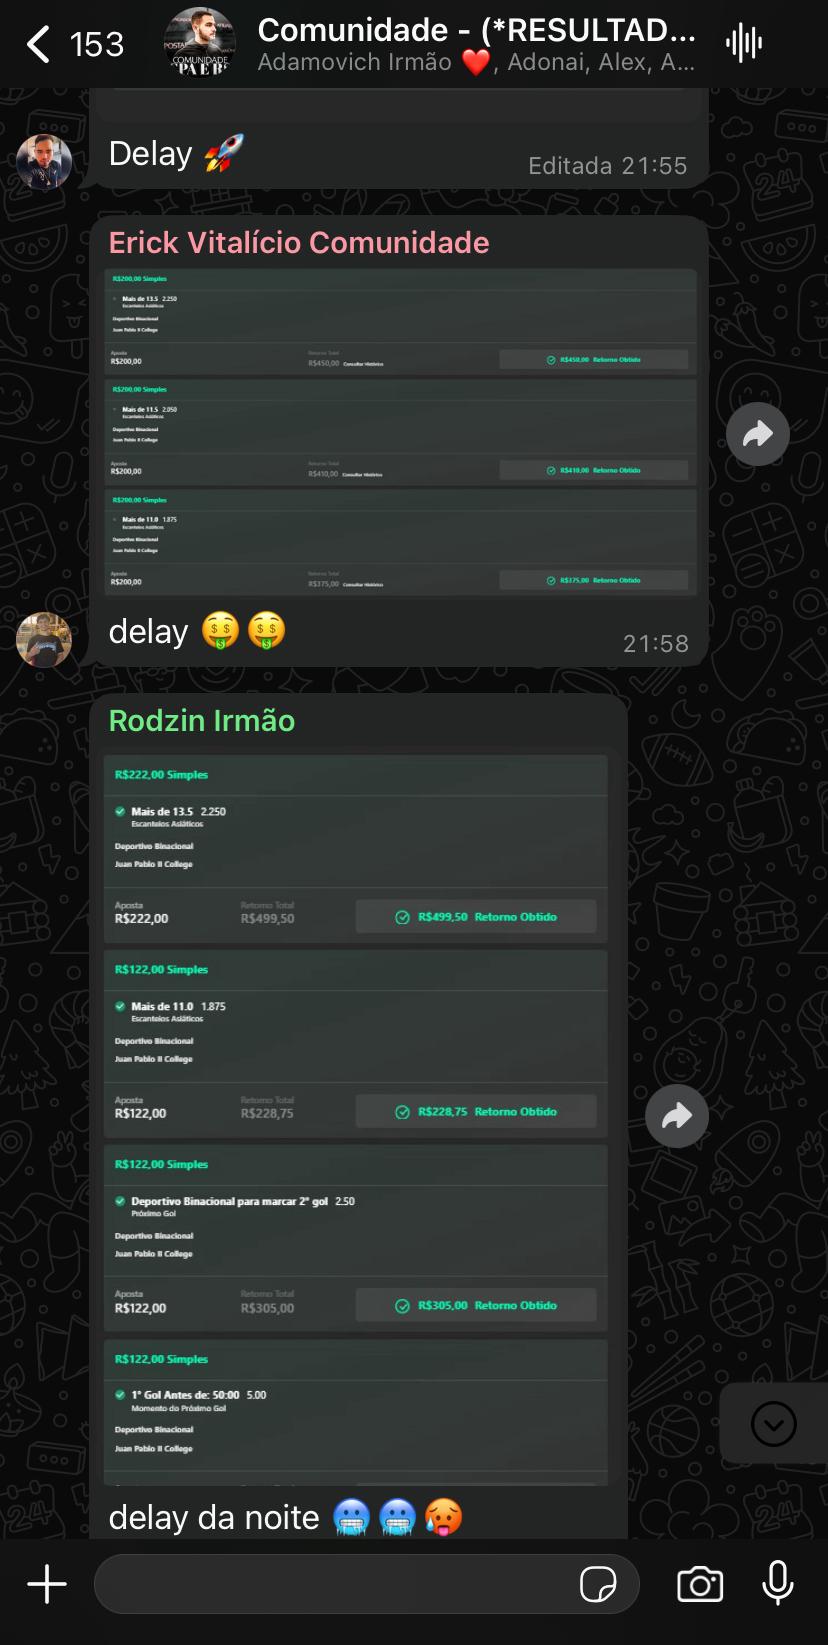 153
Comunidade - (*RESULTAD...
Adamovich Irmão ❤️, Adonai, Alex, A...
COMUNIDADE
Delay 🚀
Editada 21:55
Erick Vitalício Comunidade
R$200,00 Simples
Mais de 13.5 2.250
Escanteios Asiáticos
Deportivo Binacional
Juan Pablo II College
Aposta
Retorno Total
R$200,00
R$450,00 Consultar Histórico
R$450,00 Retorno Obtido
R$200,00 Simples
Mais de 11.5 2.050
Escanteios Asiáticos
Deportivo Binacional
Juan Pablo II College
Aposta
Retorno Total
R$200,00
R$410,00 Consultar Histórico
R$410,00 Retorno Obtido
R$200,00 Simples
Mais de 11.0 1.875
Escanteios Asiáticos
Deportivo Binacional
Juan Pablo II College
Aposta
Retorno Total
R$200,00
R$375,00 Consultar Histórico
R$375,00 Retorno Obtido
delay 🤑🤑
21:58
Rodzin Irmão
R$222,00 Simples
Mais de 13.5 2.250
Escanteios Asiáticos
Deportivo Binacional
Juan Pablo II College
Aposta
Retorno Total
R$222,00
R$499,50
R$499,50 Retorno Obtido
R$122,00 Simples
Mais de 11.0 1.875
Escanteios Asiáticos
Deportivo Binacional
Juan Pablo II College
Aposta
Retorno Total
R$122,00
R$228,75
R$228,75 Retorno Obtido
R$122,00 Simples
Deportivo Binacional para marcar 2º gol 2.50
Próximo Gol
Deportivo Binacional
Juan Pablo II College
Aposta
Retorno Total
R$122,00
R$305,00
R$305,00 Retorno Obtido
R$122,00 Simples
1º Gol Antes de: 50:00 5.00
Momento do Próximo Gol
Deportivo Binacional
Juan Pablo II College
delay da noite 🥶🥶🥵